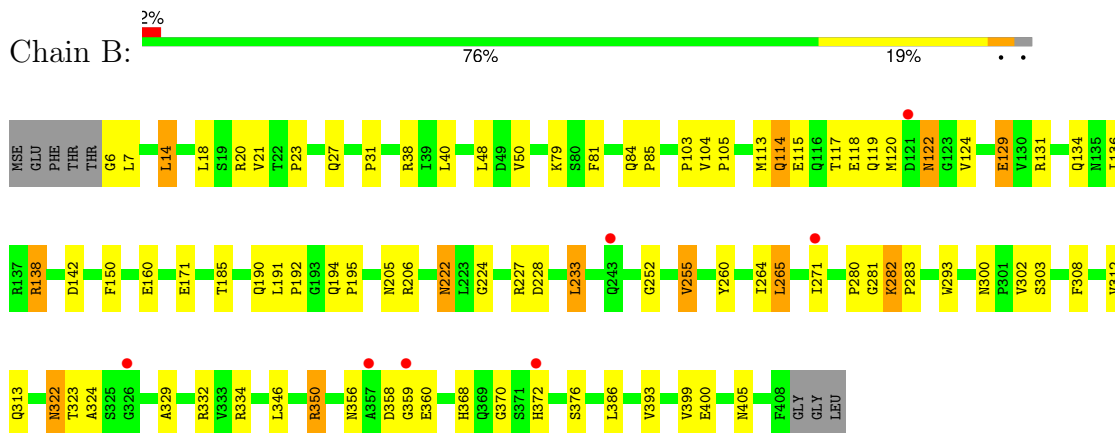 2%
Chain B:
76% 19% • •
MSE GLU PHE THR THR G6 L7 L14 L18 S19 R20 V21 T22 P23 Q27 P31 R38 I39 L40 L48 D49 V50 K79 S80 F81 Q84 P85 P103 V104 P105 M113 Q114 E115 Q116 T117 E118 Q119 M120 D121 N122 G123 V124 E129 V130 R131 Q134 N135 I136
R137 R138 D142 F150 E160 E171 T185 Q190 L191 P192 G193 Q194 P195 N205 R206 N222 L223 G224 R227 D228 L233 Q243 G252 V255 Y260 I264 L265 I271 P280 G281 K282 P283 W293 N300 P301 V302 S303 F308 V312
Q313 N322 T323 A324 S325 G326 A329 R332 V333 R334 L346 R350 N356 A357 D358 G359 E360 H368 Q369 G370 S371 H372 S376 L386 V393 V399 E400 N405 F408 GLY GLY LEU